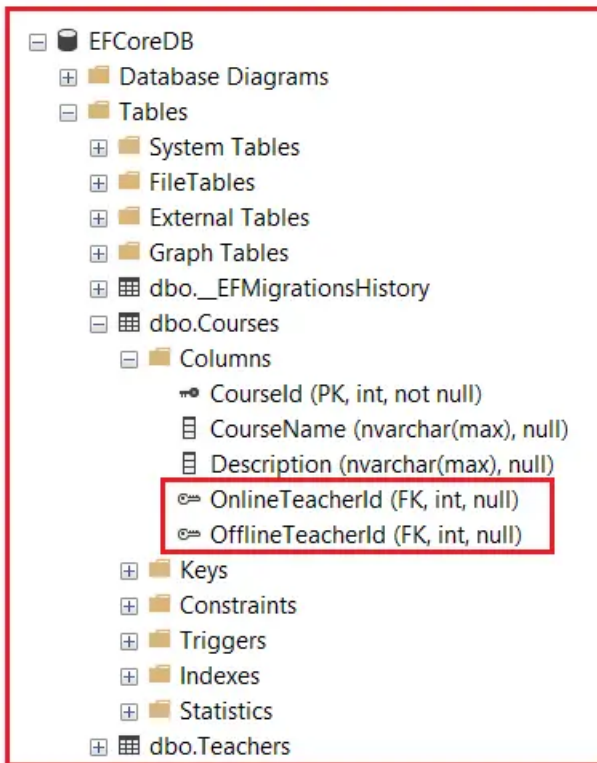 EFCoreDB
Database Diagrams
Tables
System Tables
FileTables
External Tables
Graph Tables
dbo.__EFMigrationsHistory
dbo.Courses
Columns
CourseId (PK, int, not null)
CourseName (nvarchar(max), null)
Description (nvarchar(max), null)
OnlineTeacherId (FK, int, null)
OfflineTeacherId (FK, int, null)
Keys
Constraints
Triggers
Indexes
Statistics
dbo.Teachers